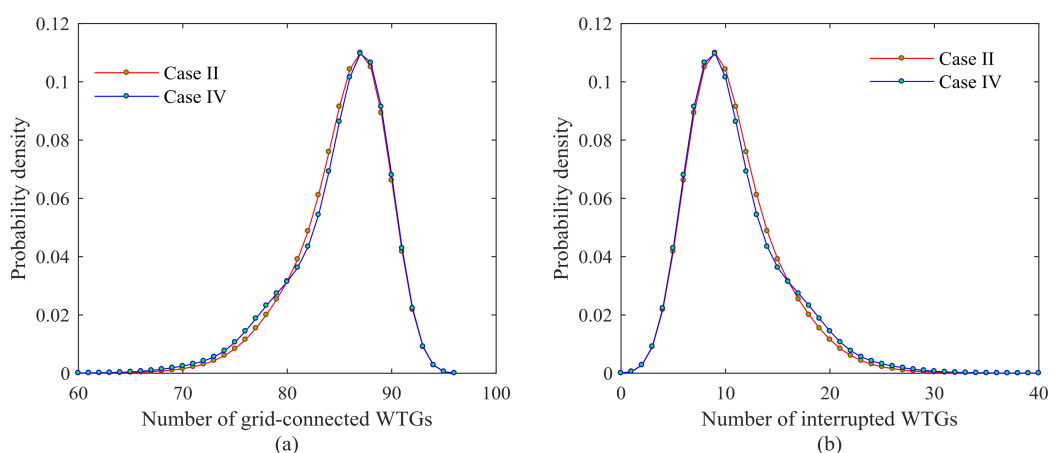 0.12
0.1
0.08
0.06
0.04
0.02
0
60
70
80
90
100
Probability density
Number of grid-connected WTGs
(a)
Case II
Case IV
0.12
0.1
0.08
0.06
0.04
0.02
0
0
10
20
30
40
Probability density
Number of interrupted WTGs
(b)
Case II
Case IV